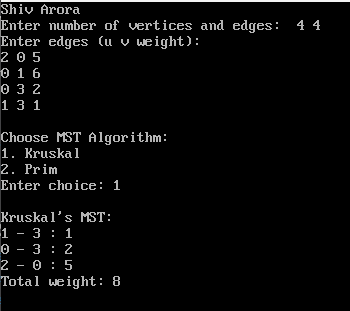 Shiv Arora
Enter number of vertices and edges:  4 4
Enter edges (u v weight):
2 0 5
0 1 6
0 3 2
1 3 1

Choose MST Algorithm:
1. Kruskal
2. Prim
Enter choice: 1

Kruskal's MST:
1 - 3 : 1
0 - 3 : 2
2 - 0 : 5
Total weight: 8